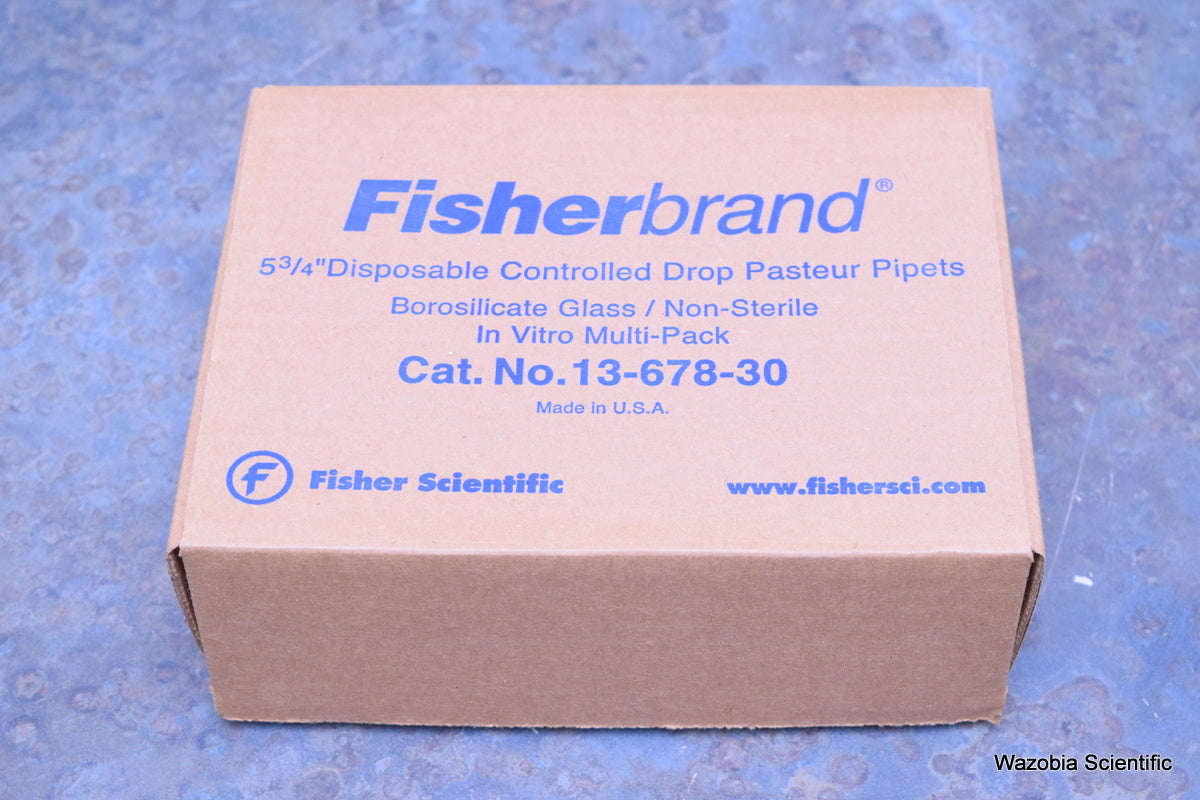 Fisherbrand®
5¾"Disposable Controlled Drop Pasteur Pipets
Borosilicate Glass / Non-Sterile
In Vitro Multi-Pack
Cat. No. 13-678-30
Made in U.S.A.
F Fisher Scientific
www.fishersci.com
Wazobia Scientific